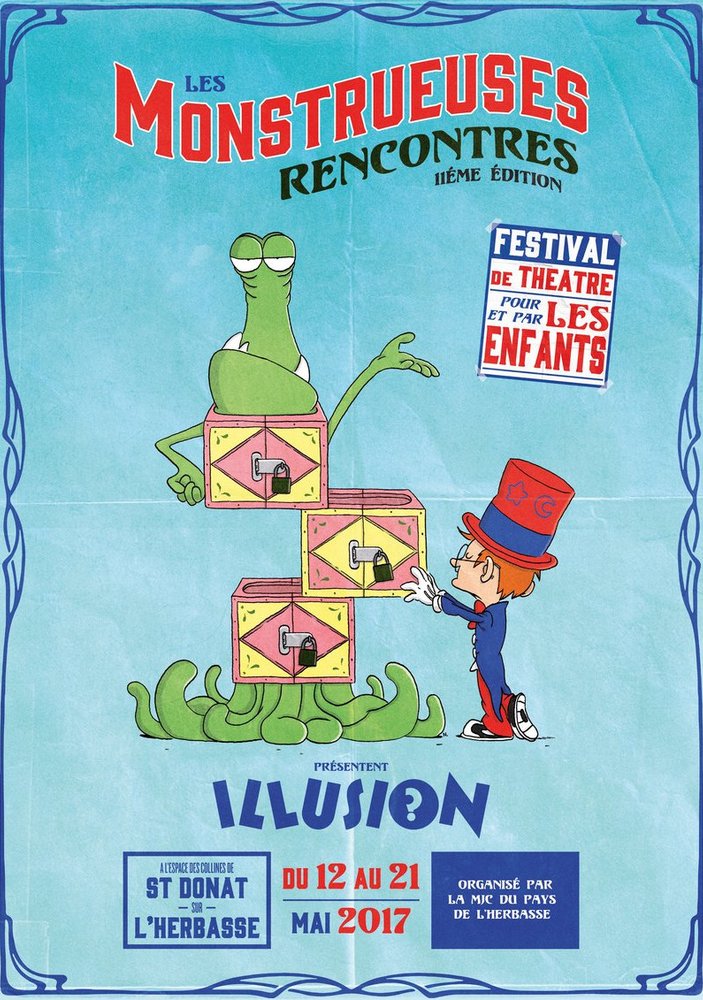 LES
MONSTRUEUSES
RENCONTRES
11ÉME ÉDITION
FESTIVAL
DE THEATRE
POUR
ET PAR LES
ENFANTS
PRÉSENTENT
ILLUSION
A L'ESPACE DES COLLINES DE
ST DONAT
SUR
L'HERBASSE
DU 12 AU 21
MAI 2017
ORGANISÉ PAR
LA MJC DU PAYS
DE L'HERBASSE